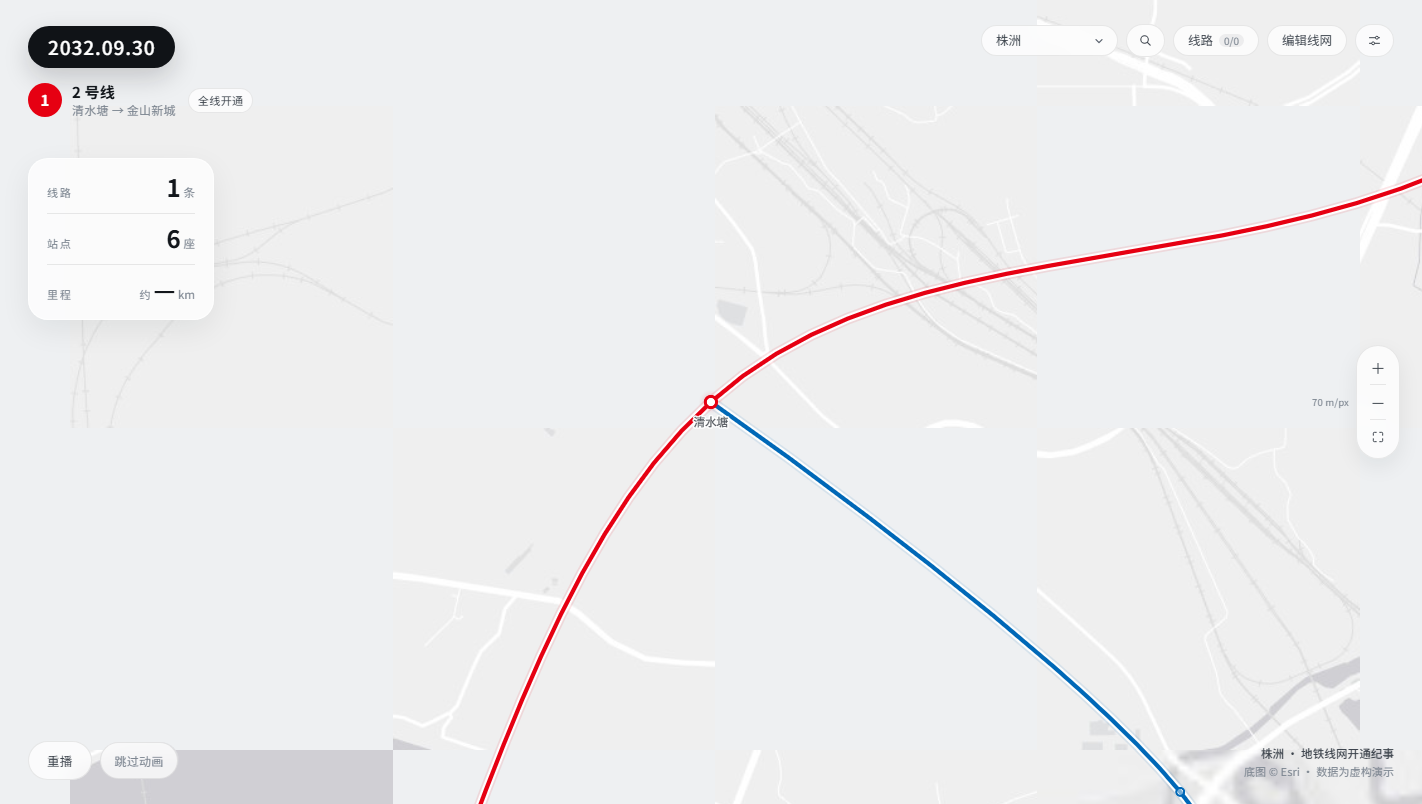 2032.09.30
1
2 号线
清水塘 → 金山新城
全线开通
线路 1 条
站点 6 座
里程 约 — km
株洲
线路 0/0
编辑线网
清水塘
70 m/px
重播
跳过动画
株洲 · 地铁线网开通纪事
底图 © Esri · 数据为虚构演示